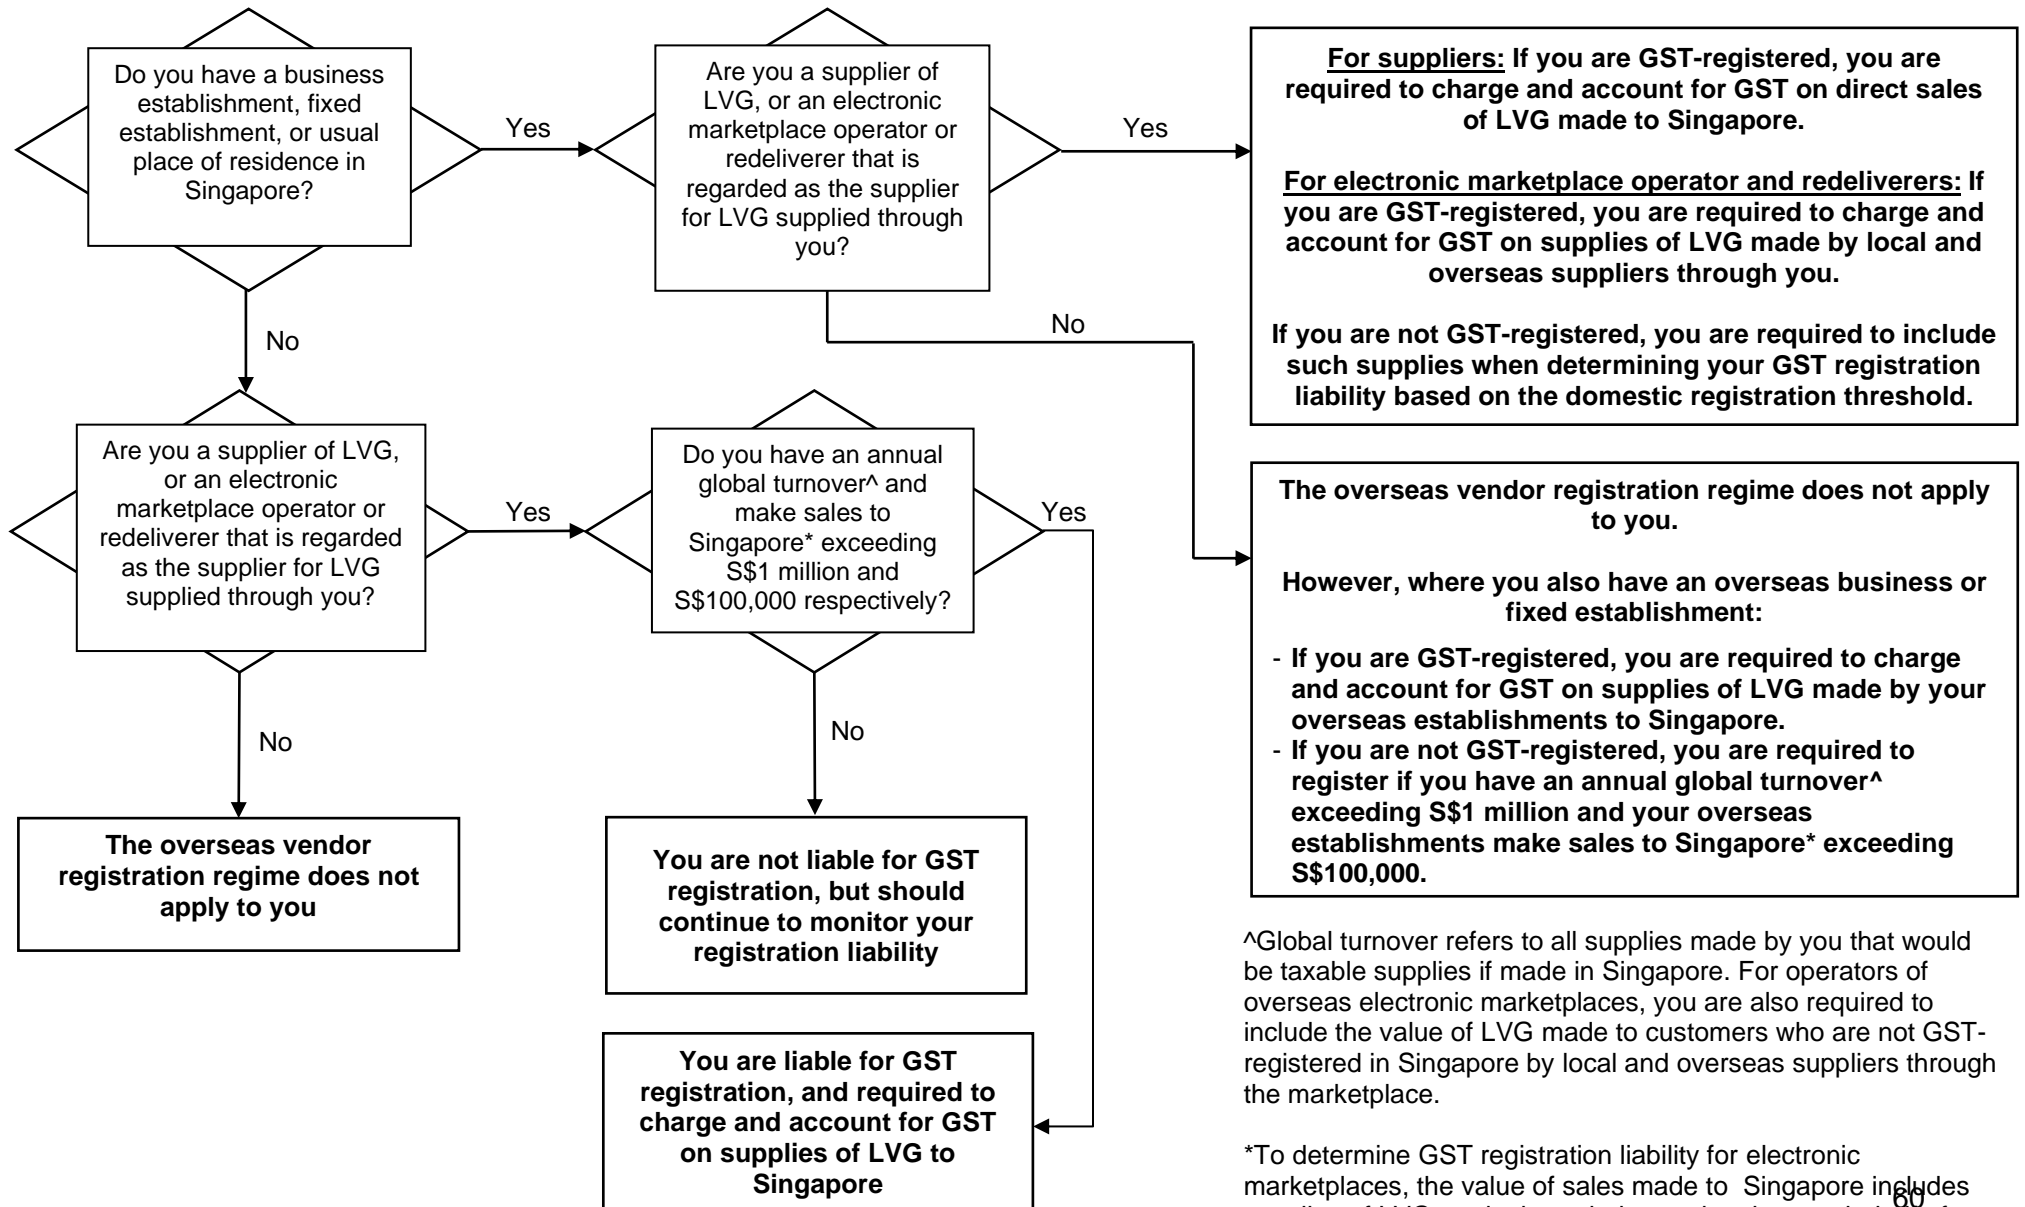 Do you have a business
establishment, fixed
establishment, or usual
place of residence in
Singapore?
Yes
Are you a supplier of
LVG, or an electronic
marketplace operator or
redeliverer that is
regarded as the supplier
for LVG supplied through
you?
Yes
For suppliers: If you are GST-registered, you are
required to charge and account for GST on direct sales
of LVG made to Singapore.
For electronic marketplace operator and redeliverers: If
you are GST-registered, you are required to charge and
account for GST on supplies of LVG made by local and
overseas suppliers through you.
If you are not GST-registered, you are required to include
such supplies when determining your GST registration
liability based on the domestic registration threshold.
No
No
Are you a supplier of LVG,
or an electronic
marketplace operator or
redeliverer that is regarded
as the supplier for LVG
supplied through you?
Yes
Do you have an annual
global turnover^ and
make sales to
Singapore* exceeding
S$1 million and
S$100,000 respectively?
Yes
The overseas vendor registration regime does not apply
to you.
However, where you also have an overseas business or
fixed establishment:
- If you are GST-registered, you are required to charge
and account for GST on supplies of LVG made by your
overseas establishments to Singapore.
- If you are not GST-registered, you are required to
register if you have an annual global turnover^
exceeding S$1 million and your overseas
establishments make sales to Singapore* exceeding
S$100,000.
No
No
The overseas vendor
registration regime does not
apply to you
You are not liable for GST
registration, but should
continue to monitor your
registration liability
You are liable for GST
registration, and required to
charge and account for GST
on supplies of LVG to
Singapore
^Global turnover refers to all supplies made by you that would
be taxable supplies if made in Singapore. For operators of
overseas electronic marketplaces, you are also required to
include the value of LVG made to customers who are not GST-
registered in Singapore by local and overseas suppliers through
the marketplace.
*To determine GST registration liability for electronic
marketplaces, the value of sales made to Singapore includes
60